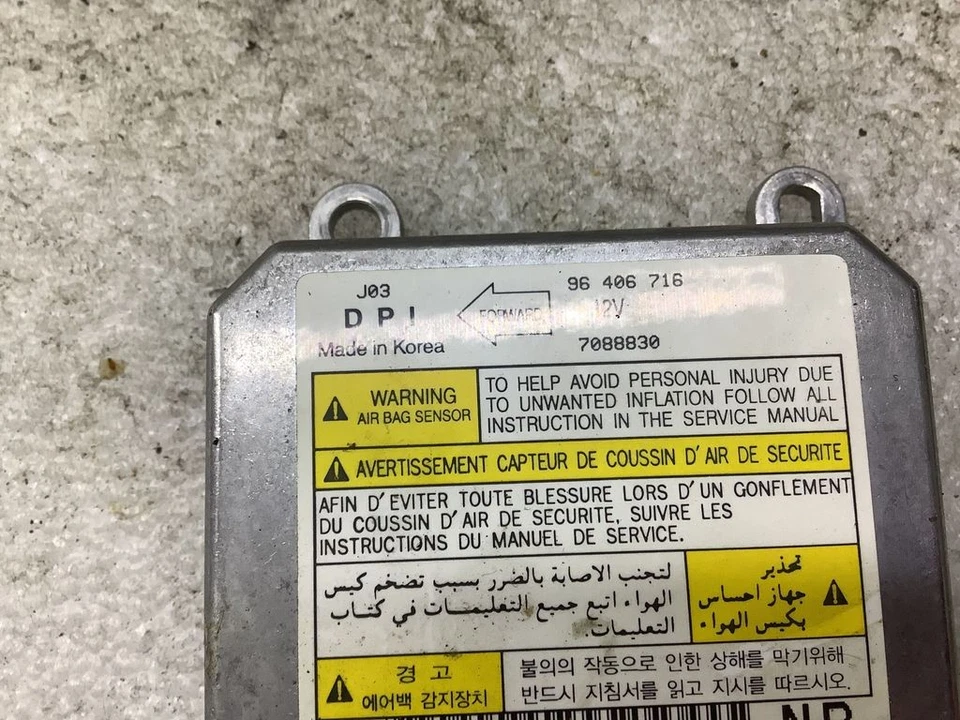 J03
96 406 716
D P I
FORWARD
12V
Made in Korea
7088830
WARNING
AIR BAG SENSOR
TO HELP AVOID PERSONAL INJURY DUE
TO UNWANTED INFLATION FOLLOW ALL
INSTRUCTION IN THE SERVICE MANUAL
AVERTISSEMENT CAPTEUR DE COUSSIN D'AIR DE SECURITE
AFIN D'EVITER TOUTE BLESSURE LORS D'UN GONFLEMENT
DU COUSSIN D'AIR DE SECURITE, SUIVRE LES
INSTRUCTIONS DU MANUEL DE SERVICE.
تحذير
جهاز احساس
بكيس الهواء
لتجنب الاصابة بالضرر بسبب تضخم كيس
الهواء اتبع جميع التعليمات في كتاب
التعليمات.
경 고
에어백 감지장치
불의의 작동으로 인한 상해를 막기위해
반드시 지침서를 읽고 지시를 따르시오.